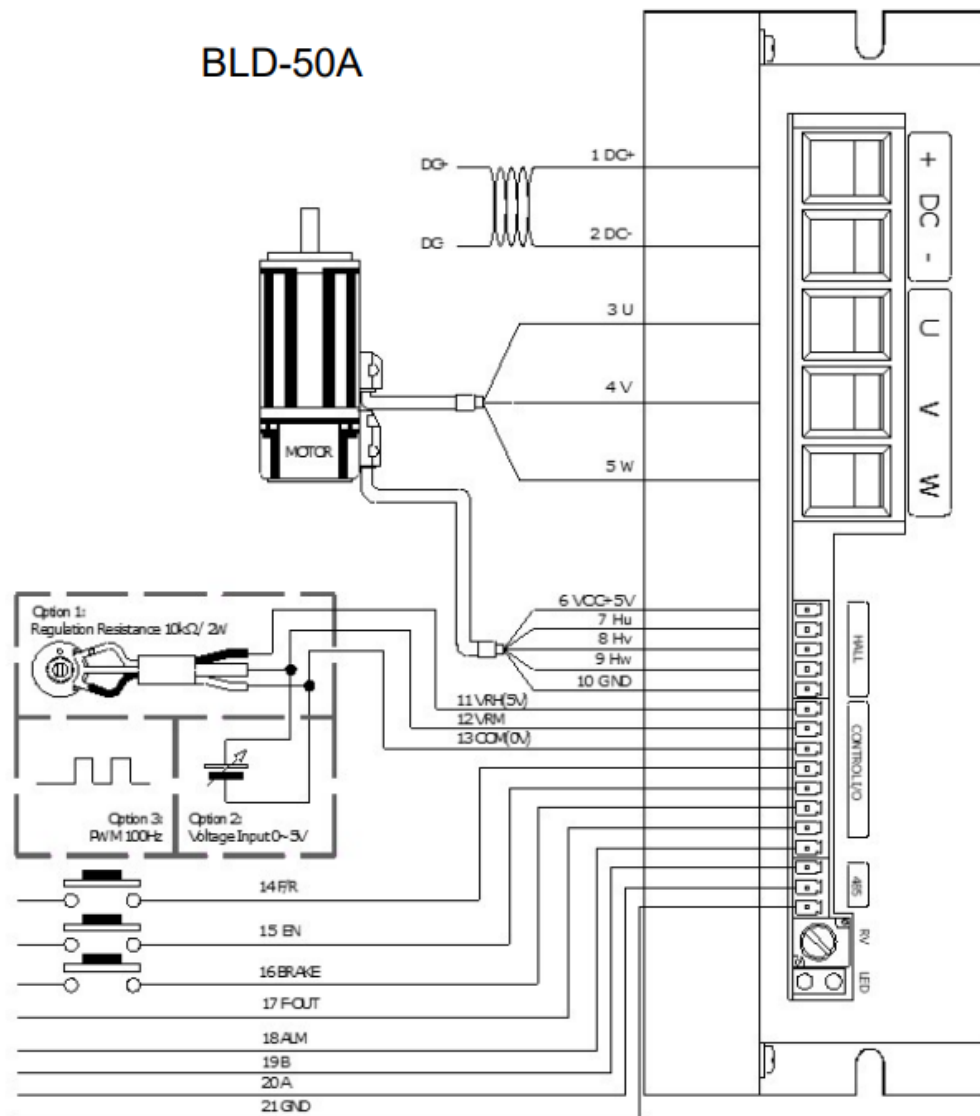 BLD-50A
DC+
1 DC+
DC-
2 DC-
+ DC -
3 U
4 V
5 W
U V W
MOTOR
Option 1:
Regulation Resistance 10kΩ/ 2W
6 VCC+5V
7 Hu
8 Hv
9 Hw
10 GND
HALL
11 VRH(5V)
12 VRM
13 COM(0V)
CONTROL I/O
Option 3:
PWM 100Hz
Option 2:
Voltage Input 0~5V
14 F/R
15 EN
16 BRAKE
17 F-OUT
18 ALM
19 B
20 A
21 GND
485
RV
LED